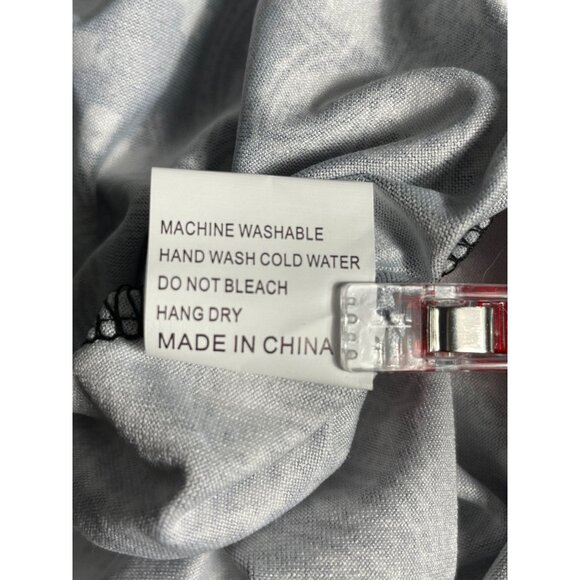 MACHINE WASHABLE
HAND WASH COLD WATER
DO NOT BLEACH
HANG DRY
MADE IN CHINA